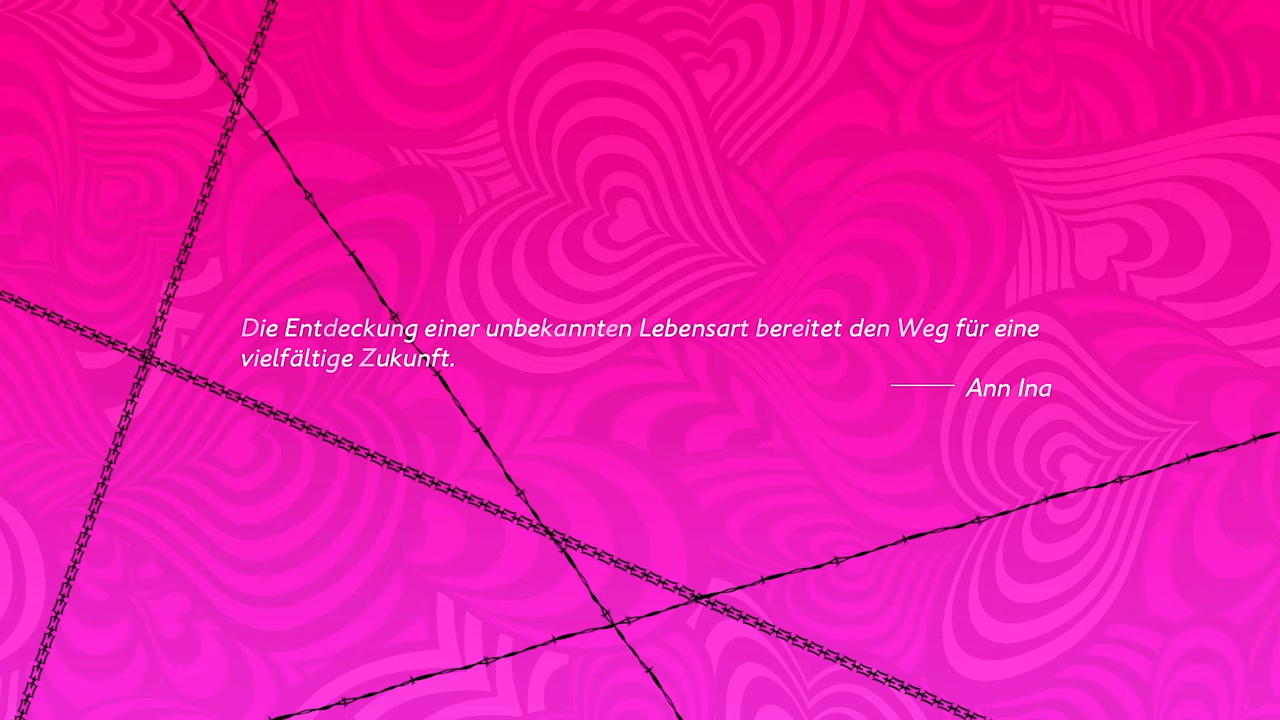 Die Entdeckung einer unbekannten Lebensart bereitet den Weg für eine
vielfältige Zukunft.
Ann Ina